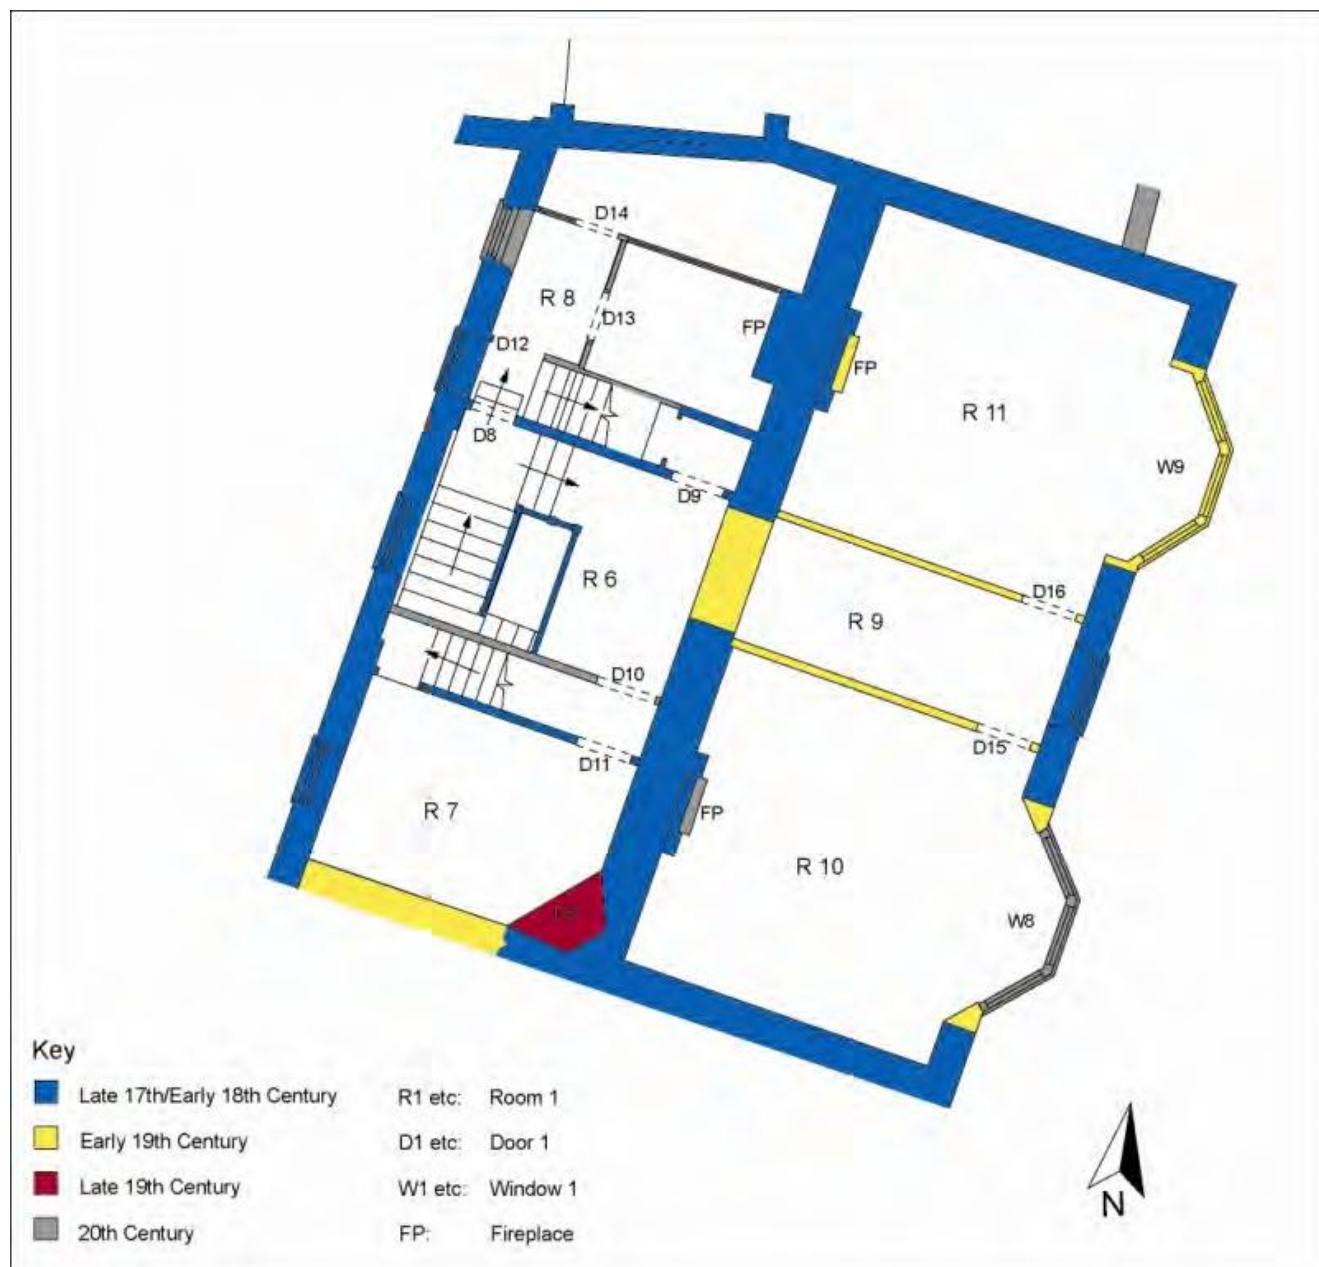 D14
R 8
D13
FP
D12
FP
R 11
D8
W9
D9
R 6
D16
R 9
D10
D15
D11
R 7
FP
R 10
W8
Key
Late 17th/Early 18th Century R1 etc: Room 1
Early 19th Century D1 etc: Door 1
Late 19th Century W1 etc: Window 1
20th Century FP: Fireplace
N